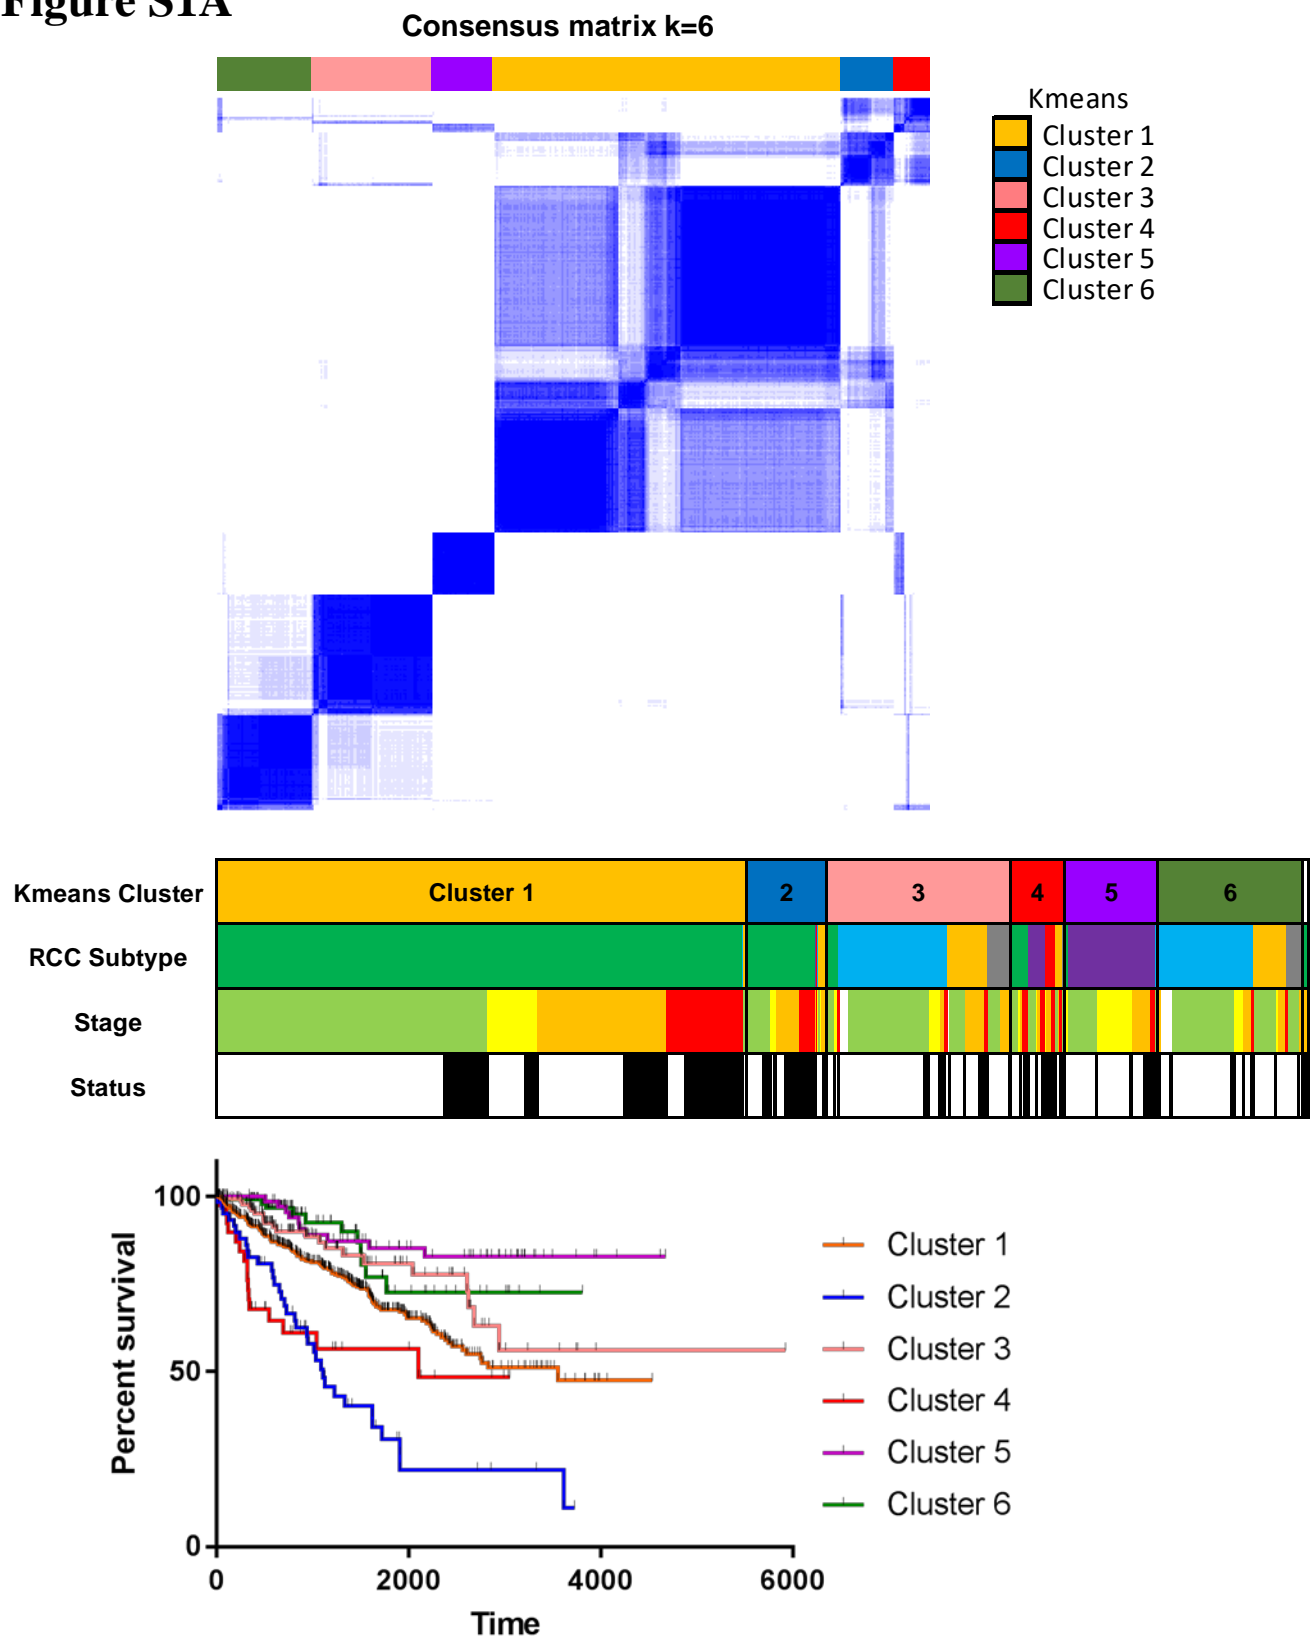 Figure S1A
Consensus matrix k=6
Kmeans
Cluster 1
Cluster 2
Cluster 3
Cluster 4
Cluster 5
Cluster 6
Kmeans Cluster
Cluster 1
2
3
4
5
6
RCC Subtype
Stage
Status
Percent survival
100
50
0
0
2000
4000
6000
Time
Cluster 1
Cluster 2
Cluster 3
Cluster 4
Cluster 5
Cluster 6